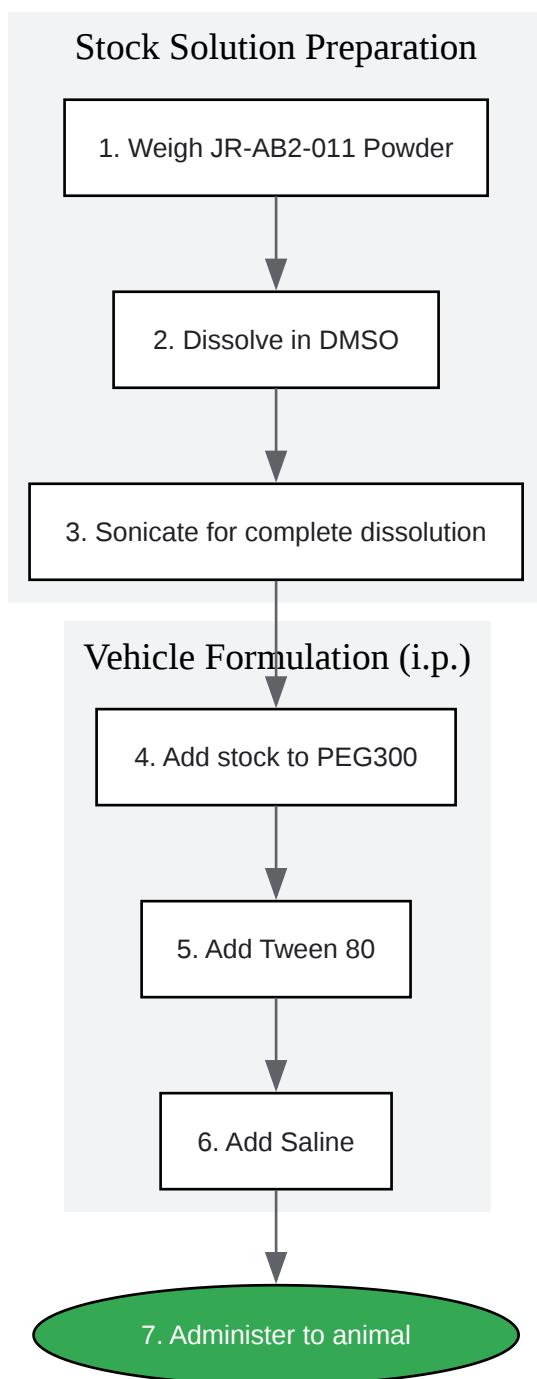 Stock Solution Preparation
1. Weigh JR-AB2-011 Powder
2. Dissolve in DMSO
3. Sonicate for complete dissolution
Vehicle Formulation (i.p.)
4. Add stock to PEG300
5. Add Tween 80
6. Add Saline
7. Administer to animal